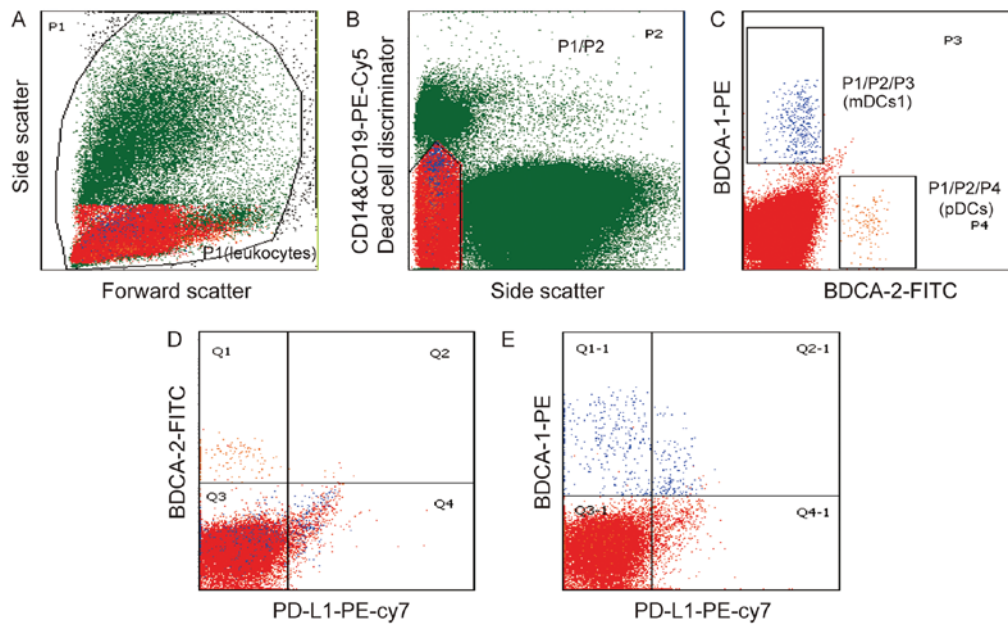 A
P1
Side scatter
P1(leukocytes)
Forward scatter
B
CD14&CD19-PE-Cy5
Dead cell discriminator
P1/P2
P2
Side scatter
C
BDCA-1-PE
P3
P1/P2/P3
(mDCs1)
P1/P2/P4
(pDCs)
P4
BDCA-2-FITC
D
BDCA-2-FITC
Q1
Q2
Q3
Q4
PD-L1-PE-cy7
E
BDCA-1-PE
Q1-1
Q2-1
Q3-1
Q4-1
PD-L1-PE-cy7